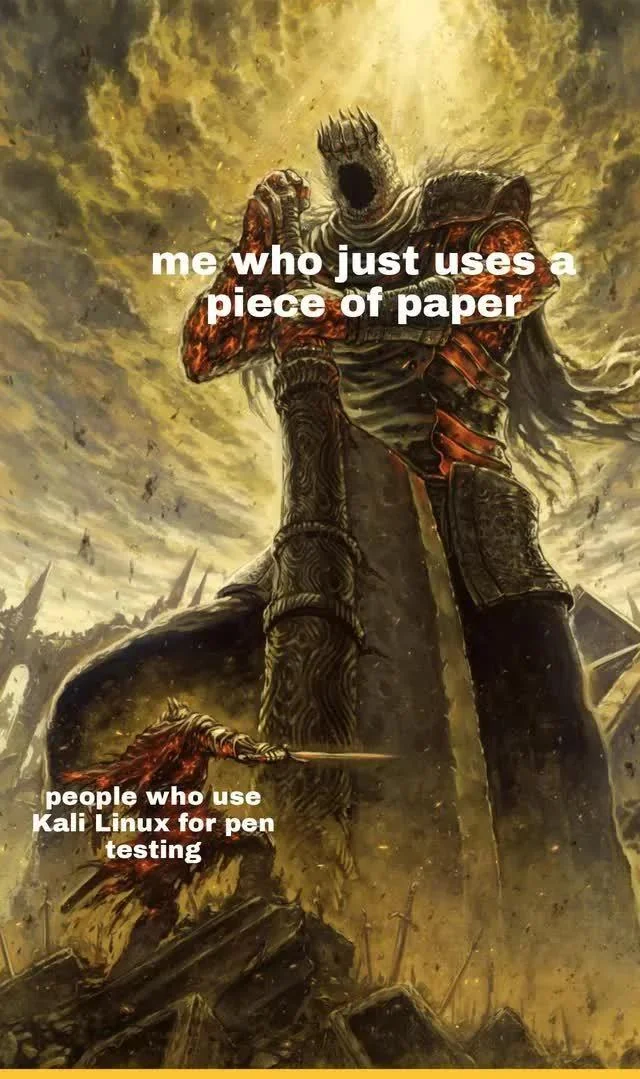 me who just uses a
piece of paper
people who use
Kali Linux for pen
testing